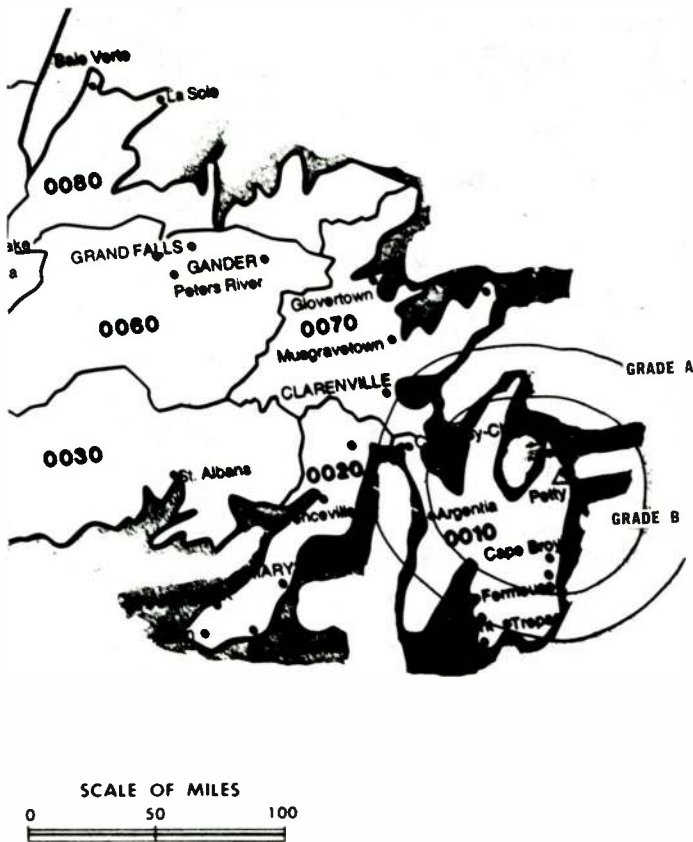 Baie Verte
La Scie
0080
GRAND FALLS
GANDER
Peters River
0060
Glovertown
0070
Musgravetown
CLARENVILLE
GRADE A
0030
St. Albans
0020
Argentia
Petty
0010
GRADE B
Cape Broy
SCALE OF MILES
0 50 100